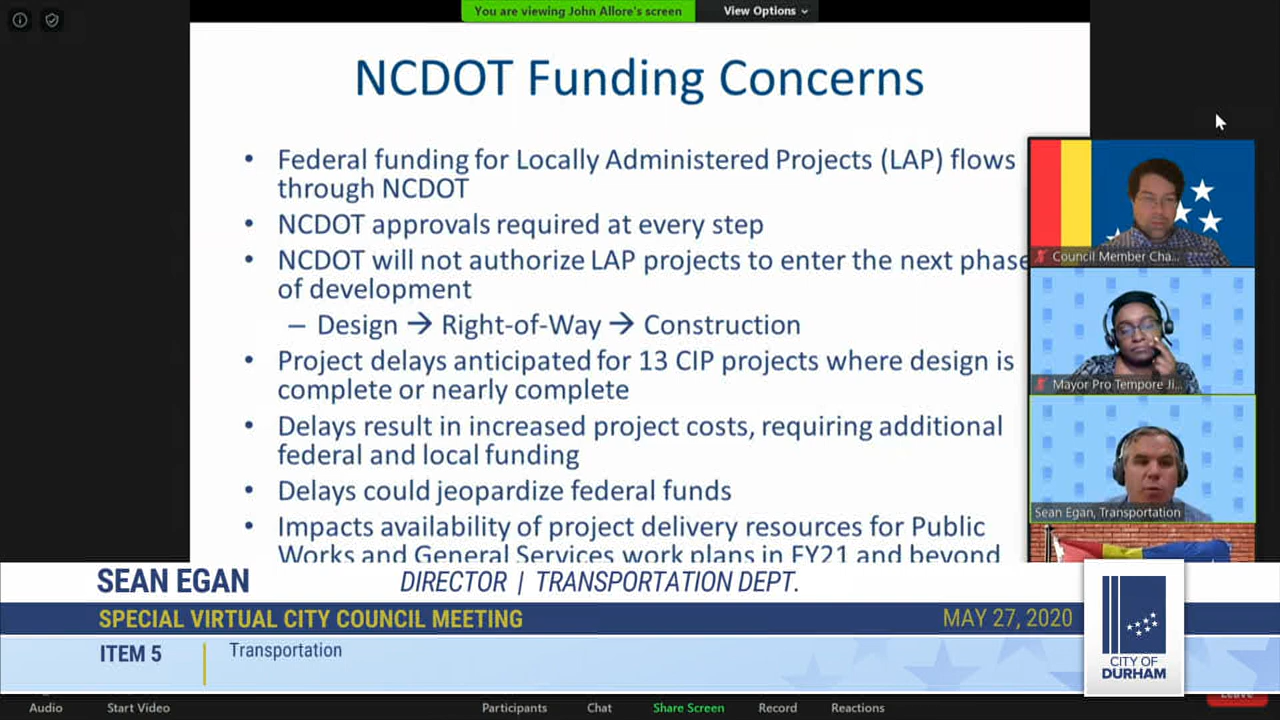 You are viewing John Allore's screen
View Options
NCDOT Funding Concerns
• Federal funding for Locally Administered Projects (LAP) flows
through NCDOT
• NCDOT approvals required at every step
• NCDOT will not authorize LAP projects to enter the next phase
of development
– Design → Right-of-Way → Construction
• Project delays anticipated for 13 CIP projects where design is
complete or nearly complete
• Delays result in increased project costs, requiring additional
federal and local funding
• Delays could jeopardize federal funds
• Impacts availability of project delivery resources for Public
Works and General Services work plans in FY21 and beyond
Council Member Cha...
Mayor Pro Tempore Ji...
Sean Egan, Transportation
SEAN EGAN
DIRECTOR | TRANSPORTATION DEPT.
SPECIAL VIRTUAL CITY COUNCIL MEETING
MAY 27, 2020
ITEM 5
Transportation
CITY OF
DURHAM
Audio
Start Video
Participants
Chat
Share Screen
Record
Reactions
Leave